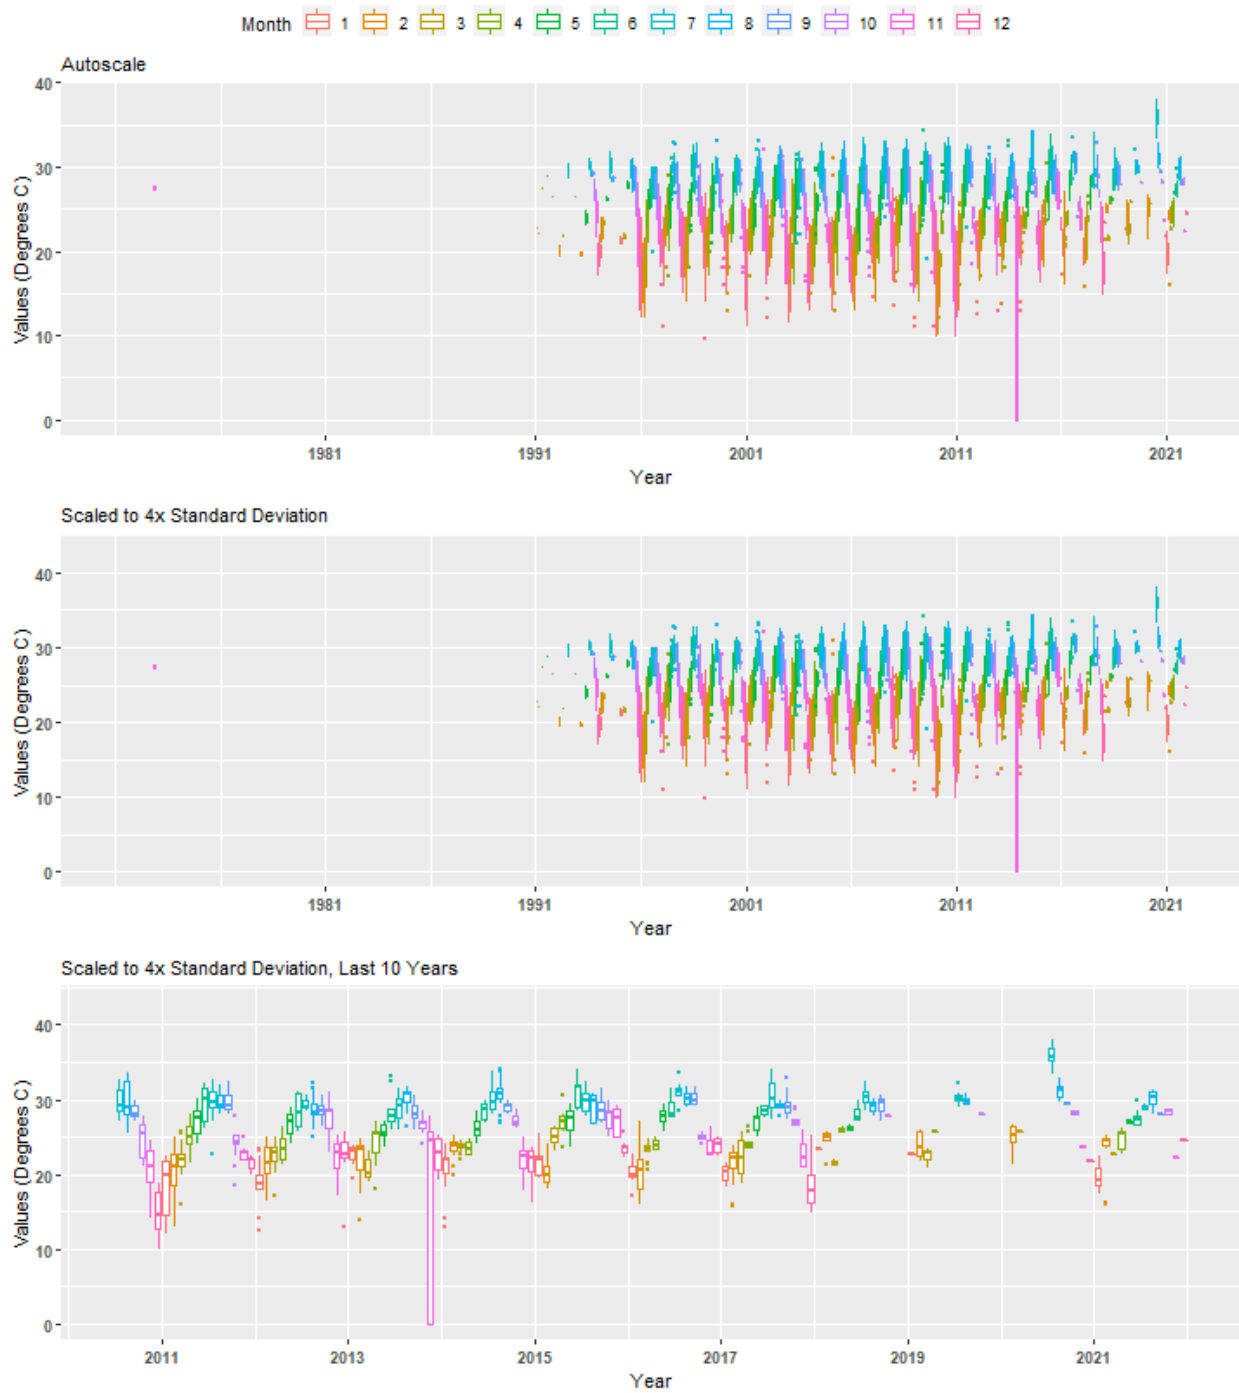 Month 1 2 3 4 5 6 7 8 9 10 11 12
Autoscale
40
30
20
10
0
Values (Degrees C)
1981 1991 2001 2011 2021
Year
Scaled to 4x Standard Deviation
40
30
20
10
0
Values (Degrees C)
1981 1991 2001 2011 2021
Year
Scaled to 4x Standard Deviation, Last 10 Years
40
30
20
10
0
Values (Degrees C)
2011 2013 2015 2017 2019 2021
Year